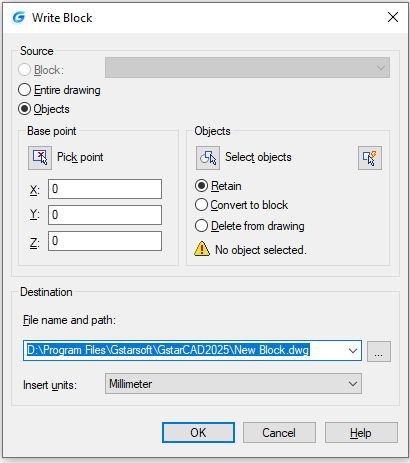 Write Block
Source
Block:
Entire drawing
Objects
Base point
Pick point
X: 0
Y: 0
Z: 0
Objects
Select objects
Retain
Convert to block
Delete from drawing
No object selected.
Destination
File name and path:
D:\Program Files\Gstarsoft\GstarCAD2025\New Block.dwg
...
Insert units: Millimeter
OK Cancel Help